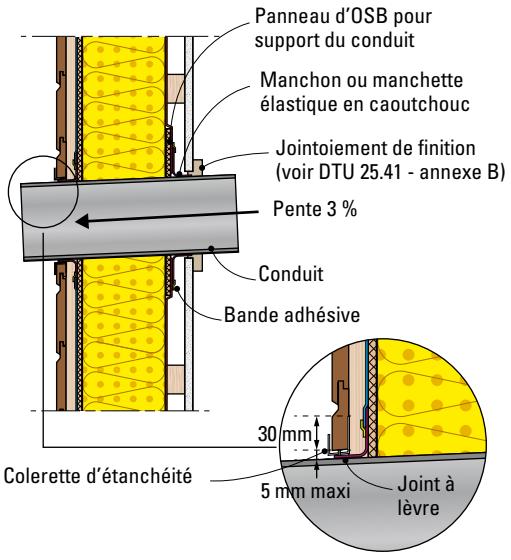 Panneau d'OSB pour
support du conduit
Manchon ou manchette
élastique en caoutchouc
Jointoiement de finition
(voir DTU 25.41 - annexe B)
Pente 3 %
Conduit
Bande adhésive
30 mm
Colerette d'étanchéité
5 mm maxi
Joint à
lèvre